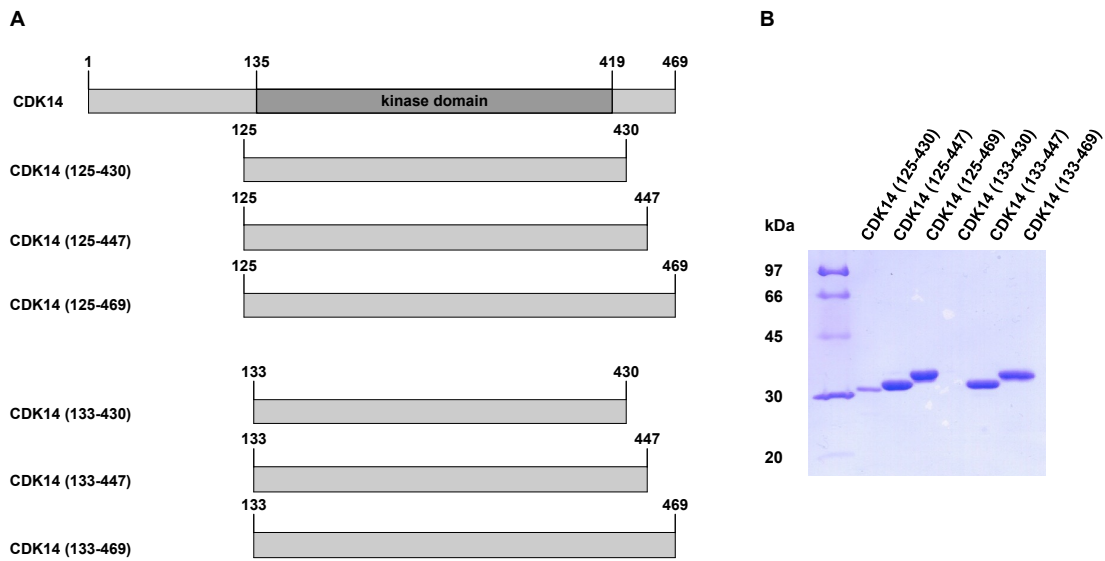 A
1 135 419 469
CDK14 kinase domain
125 430
CDK14 (125-430)
125 447
CDK14 (125-447)
125 469
CDK14 (125-469)
133 430
CDK14 (133-430)
133 447
CDK14 (133-447)
133 469
CDK14 (133-469)
B
CDK14 (125-430)
CDK14 (125-447)
CDK14 (125-469)
CDK14 (133-430)
CDK14 (133-447)
CDK14 (133-469)
kDa
97
66
45
30
20